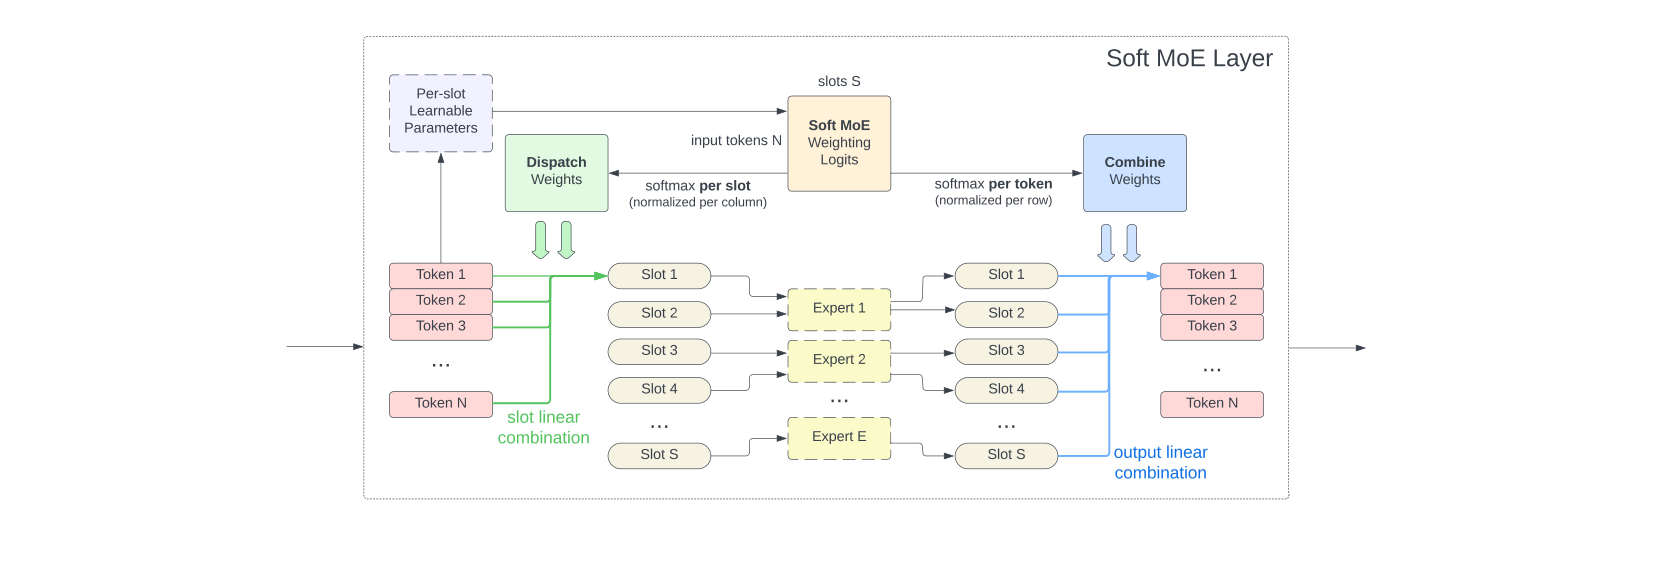 Soft MoE Layer
slots S
Per-slot
Learnable
Parameters
Soft MoE
Weighting
Logits
input tokens N
Dispatch
Weights
Combine
Weights
softmax per slot
(normalized per column)
softmax per token
(normalized per row)
Token 1
Token 2
Token 3
...
Token N
slot linear
combination
Slot 1
Slot 2
Slot 3
Slot 4
...
Slot S
Expert 1
Expert 2
...
Expert E
Slot 1
Slot 2
Slot 3
Slot 4
...
Slot S
output linear
combination
Token 1
Token 2
Token 3
...
Token N